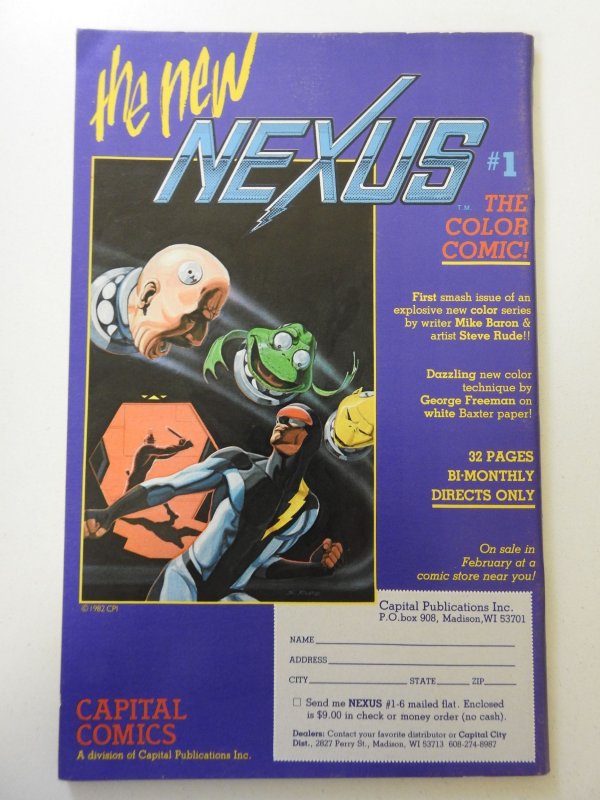 the new
NEXUS #1
T.M.
THE
COLOR
COMIC!
First smash issue of an
explosive new color series
by writer Mike Baron &
artist Steve Rude!!
Dazzling new color
technique by
George Freeman on
white Baxter paper!
32 PAGES
BI-MONTHLY
DIRECTS ONLY
On sale in
February at a
comic store near you!
S. RUDE
© 1982 CPI
Capital Publications Inc.
P.O.box 908, Madison,WI 53701
NAME
ADDRESS
CITY STATE ZIP
Send me NEXUS #1-6 mailed flat. Enclosed
is $9.00 in check or money order (no cash).
Dealers: Contact your favorite distributor or Capital City
Dist., 2827 Perry St., Madison, WI 53713 608-274-8987
CAPITAL
COMICS
A division of Capital Publications Inc.